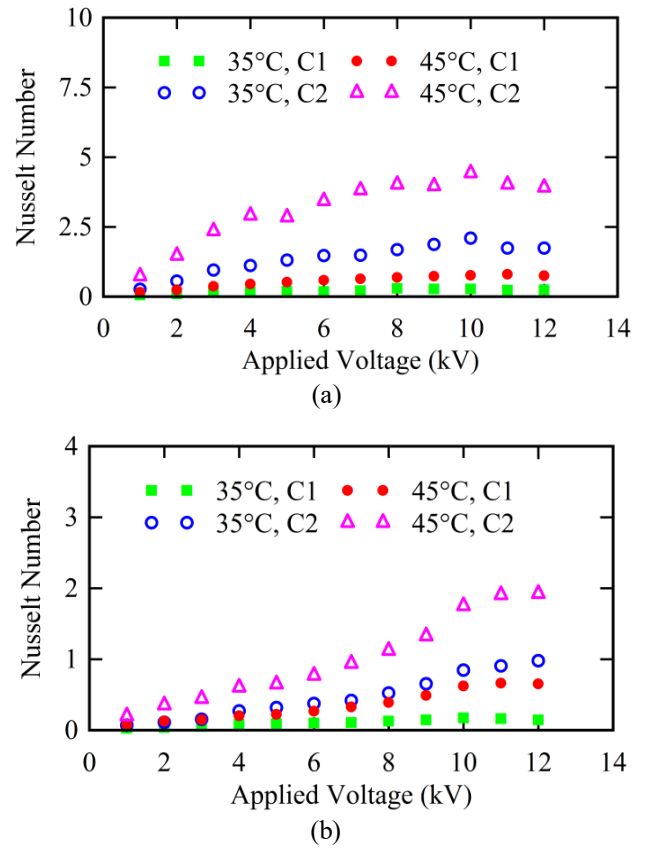 10
7.5
5
2.5
0
Nusselt Number
35°C, C1 45°C, C1
35°C, C2 45°C, C2
0 2 4 6 8 10 12 14
Applied Voltage (kV)
(a)
4
3
2
1
0
Nusselt Number
35°C, C1 45°C, C1
35°C, C2 45°C, C2
0 2 4 6 8 10 12 14
Applied Voltage (kV)
(b)